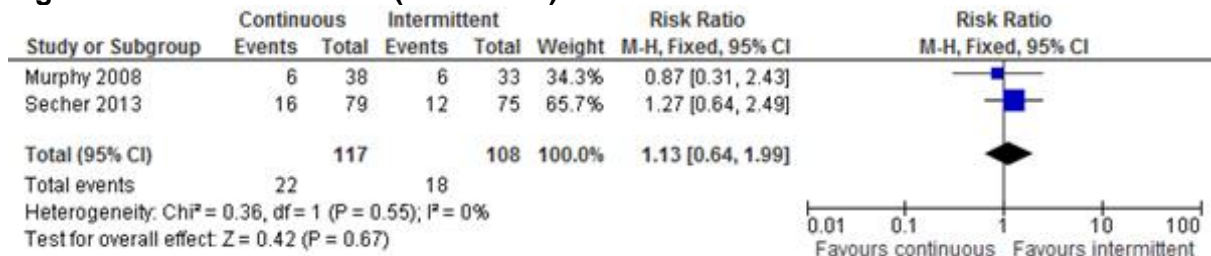 Continuous Intermittent Risk Ratio Risk Ratio
Study or Subgroup Events Total Events Total Weight M-H, Fixed, 95% CI M-H, Fixed, 95% CI
Murphy 2008 6 38 6 33 34.3% 0.87 [0.31, 2.43]
Secher 2013 16 79 12 75 65.7% 1.27 [0.64, 2.49]
Total (95% CI) 117 108 100.0% 1.13 [0.64, 1.99]
Total events 22 18
Heterogeneity: Chi² = 0.36, df = 1 (P = 0.55); I² = 0%
Test for overall effect: Z = 0.42 (P = 0.67)
0.01 0.1 1 10 100
Favours continuous Favours intermittent